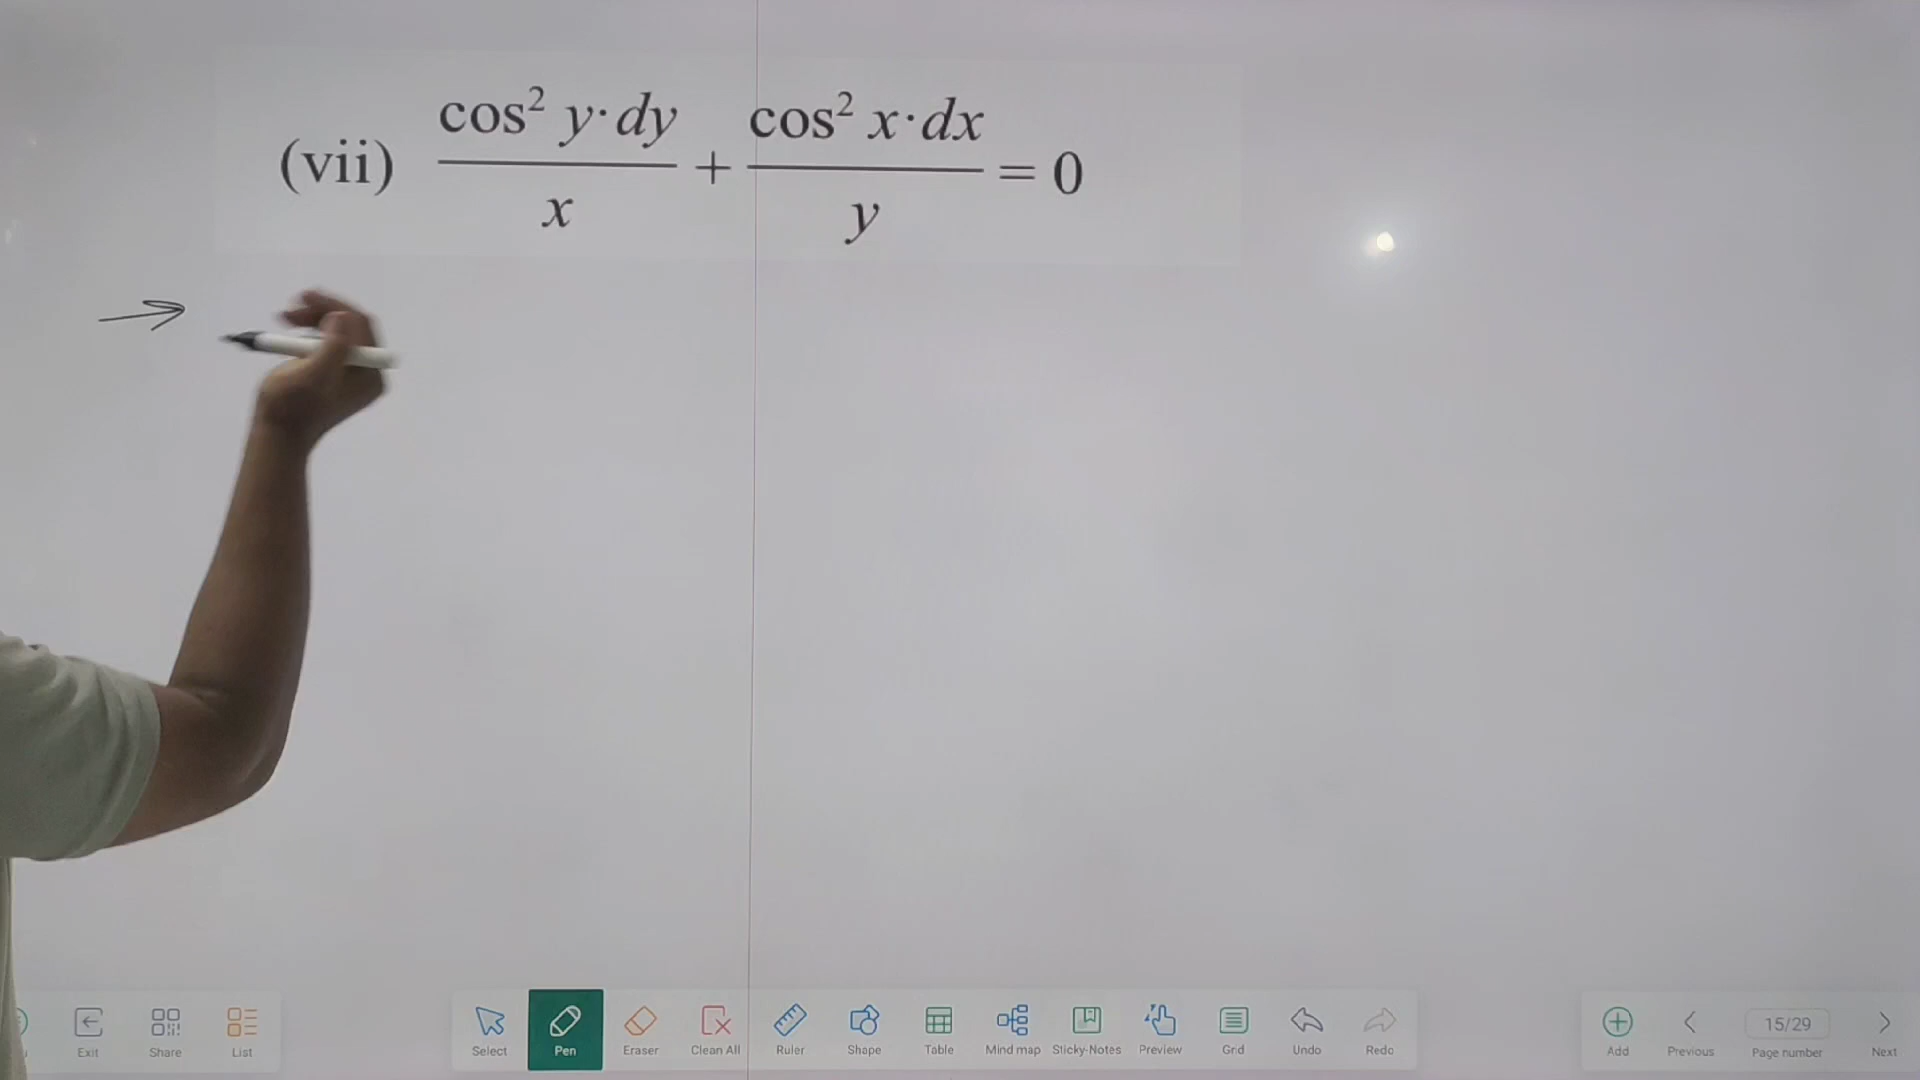 (vii) cos² y·dy / x + cos² x·dx / y = 0
→
Exit Share List Select Pen Eraser Clean All Ruler Shape Table Mind map Sticky-Notes Preview Grid Undo Redo Add Previous 15/29 Page number Next